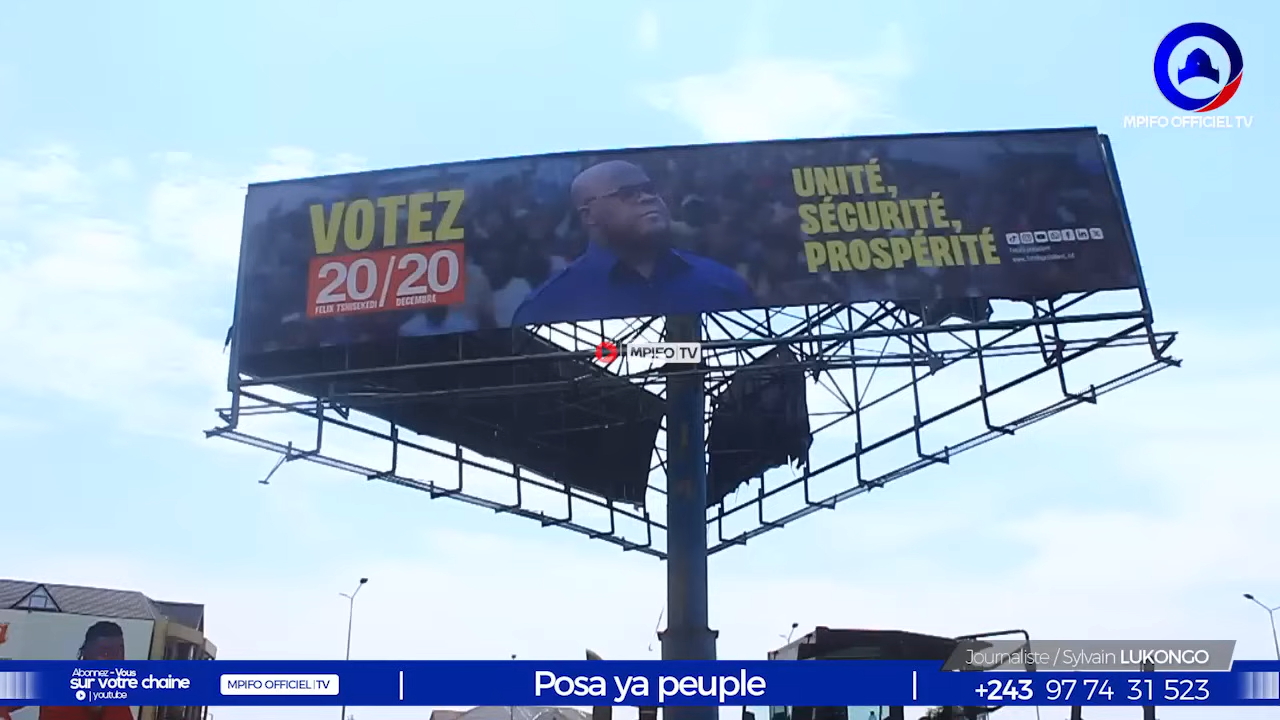 MPIFO OFFICIEL TV
VOTEZ
20/20
FELIX TSHISEKEDI
DECEMBRE
UNITÉ,
SÉCURITÉ,
PROSPÉRITÉ
MPIFO TV
Journaliste / Sylvain LUKONGO
Abonnez-Vous
sur votre chaine
youtube
MPIFO OFFICIEL TV
Posa ya peuple
+243 97 74 31 523